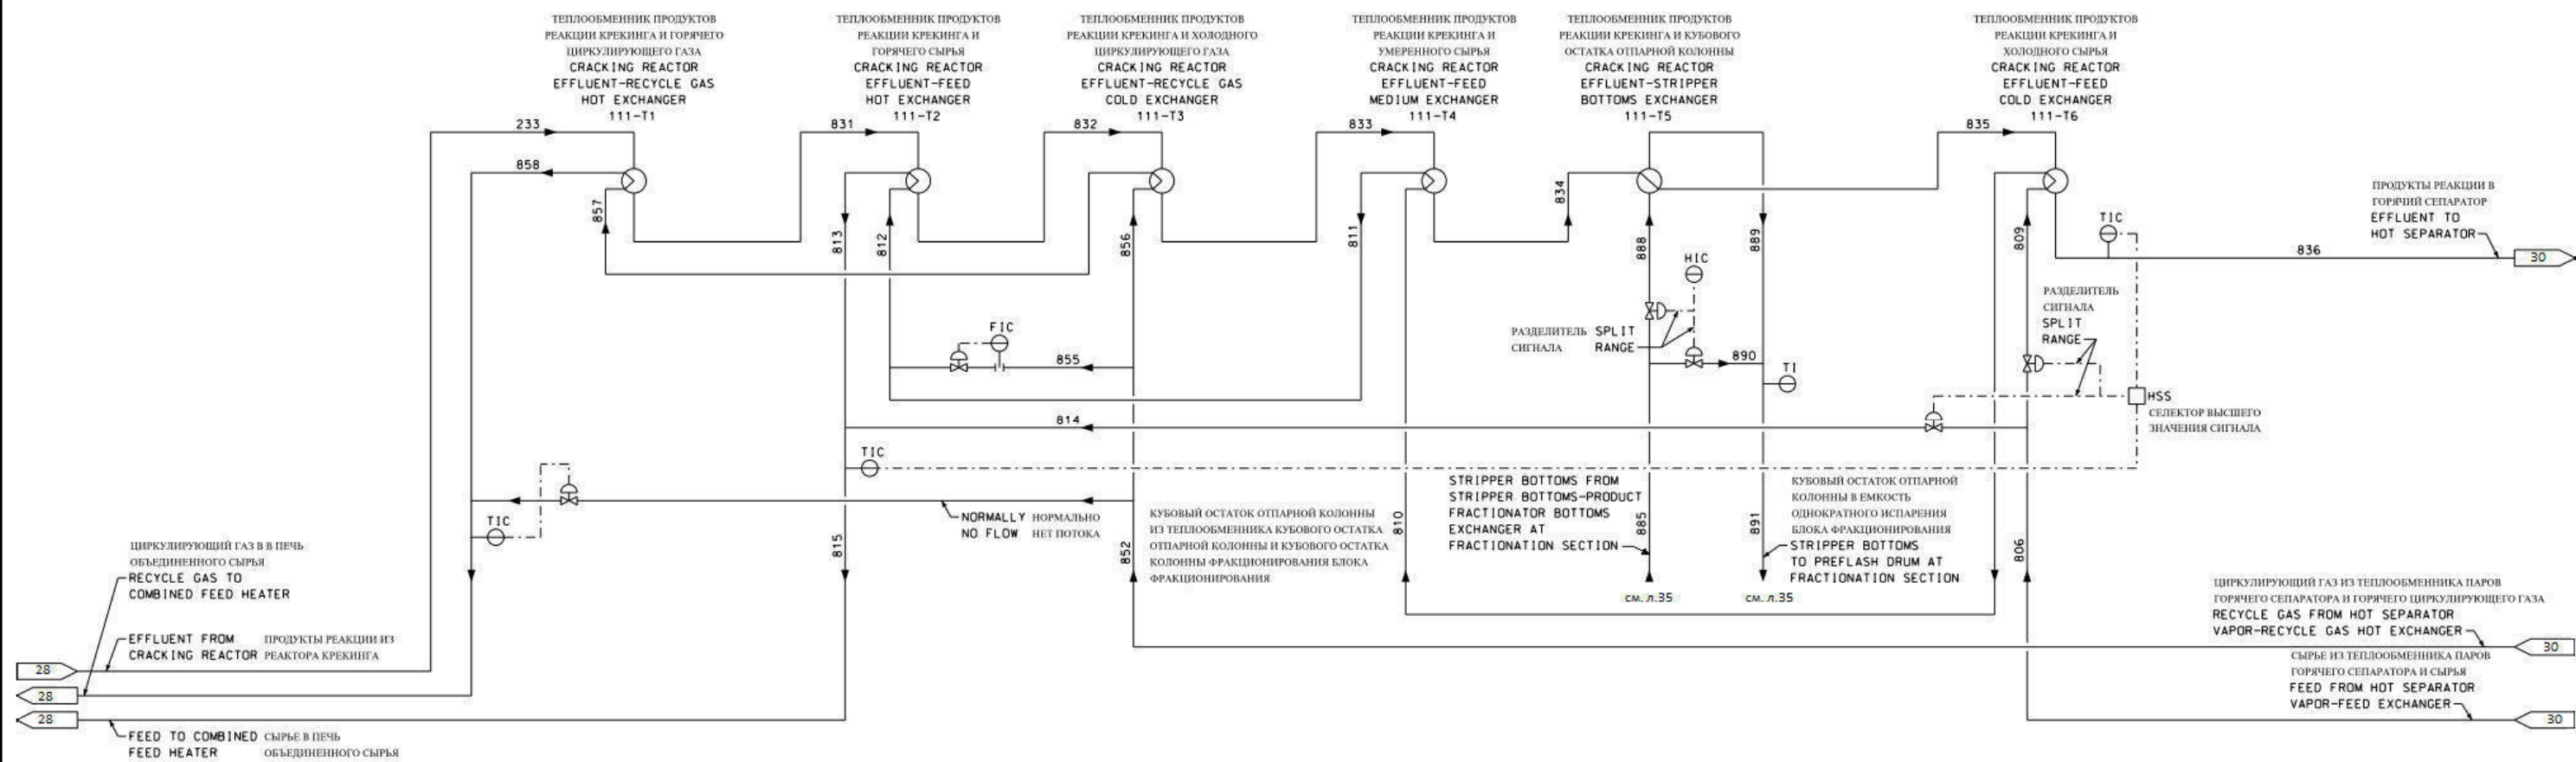 ТЕПЛООБМЕННИК ПРОДУКТОВ
РЕАКЦИИ КРЕКИНГА И ГОРЯЧЕГО
ЦИРКУЛИРУЮЩЕГО ГАЗА
CRACKING REACTOR
EFFLUENT-RECYCLE GAS
HOT EXCHANGER
111-T1
ТЕПЛООБМЕННИК ПРОДУКТОВ
РЕАКЦИИ КРЕКИНГА И
ГОРЯЧЕГО СЫРЬЯ
CRACKING REACTOR
EFFLUENT-FEED
HOT EXCHANGER
111-T2
ТЕПЛООБМЕННИК ПРОДУКТОВ
РЕАКЦИИ КРЕКИНГА И ХОЛОДНОГО
ЦИРКУЛИРУЮЩЕГО ГАЗА
CRACKING REACTOR
EFFLUENT-RECYCLE GAS
COLD EXCHANGER
111-T3
ТЕПЛООБМЕННИК ПРОДУКТОВ
РЕАКЦИИ КРЕКИНГА И
УМЕРЕННОГО СЫРЬЯ
CRACKING REACTOR
EFFLUENT-FEED
MEDIUM EXCHANGER
111-T4
ТЕПЛООБМЕННИК ПРОДУКТОВ
РЕАКЦИИ КРЕКИНГА И КУБОВОГО
ОСТАТКА ОТПАРНОЙ КОЛОННЫ
CRACKING REACTOR
EFFLUENT-STRIPPER
BOTTOMS EXCHANGER
111-T5
ТЕПЛООБМЕННИК ПРОДУКТОВ
РЕАКЦИИ КРЕКИНГА И
ХОЛОДНОГО СЫРЬЯ
CRACKING REACTOR
EFFLUENT-FEED
COLD EXCHANGER
111-T6
233
831
832
833
835
858
857
813
812
856
811
834
888
889
809
ПРОДУКТЫ РЕАКЦИИ В
ГОРЯЧИЙ СЕПАРАТОР
EFFLUENT TO
HOT SEPARATOR
TIC
836
30
HIC
РАЗДЕЛИТЕЛЬ
СИГНАЛА
SPLIT
RANGE
FIC
РАЗДЕЛИТЕЛЬ SPLIT
СИГНАЛА RANGE
855
890
TI
HSS
СЕЛЕКТОР ВЫСШЕГО
ЗНАЧЕНИЯ СИГНАЛА
814
TIC
STRIPPER BOTTOMS FROM
STRIPPER BOTTOMS-PRODUCT
FRACTIONATOR BOTTOMS
EXCHANGER AT
FRACTIONATION SECTION
КУБОВЫЙ ОСТАТОК ОТПАРНОЙ
КОЛОННЫ В ЕМКОСТЬ
ОДНОКРАТНОГО ИСПАРЕНИЯ
БЛОКА ФРАКЦИОНИРОВАНИЯ
STRIPPER BOTTOMS
TO PREFLASH DRUM AT
FRACTIONATION SECTION
TIC
NORMALLY НОРМАЛЬНО
NO FLOW НЕТ ПОТОКА
КУБОВЫЙ ОСТАТОК ОТПАРНОЙ КОЛОННЫ
ИЗ ТЕПЛООБМЕННИКА КУБОВОГО ОСТАТКА
ОТПАРНОЙ КОЛОННЫ И КУБОВОГО ОСТАТКА
КОЛОННЫ ФРАКЦИОНИРОВАНИЯ БЛОКА
ФРАКЦИОНИРОВАНИЯ
815
852
810
885
891
806
см. л.35
см. л.35
ЦИРКУЛИРУЮЩИЙ ГАЗ В В ПЕЧЬ
ОБЪЕДИНЕННОГО СЫРЬЯ
RECYCLE GAS TO
COMBINED FEED HEATER
EFFLUENT FROM ПРОДУКТЫ РЕАКЦИИ ИЗ
CRACKING REACTOR РЕАКТОРА КРЕКИНГА
28
28
28
FEED TO COMBINED СЫРЬЕ В ПЕЧЬ
FEED HEATER ОБЪЕДИНЕННОГО СЫРЬЯ
ЦИРКУЛИРУЮЩИЙ ГАЗ ИЗ ТЕПЛООБМЕННИКА ПАРОВ
ГОРЯЧЕГО СЕПАРАТОРА И ГОРЯЧЕГО ЦИРКУЛИРУЮЩЕГО ГАЗА
RECYCLE GAS FROM HOT SEPARATOR
VAPOR-RECYCLE GAS HOT EXCHANGER
30
СЫРЬЕ ИЗ ТЕПЛООБМЕННИКА ПАРОВ
ГОРЯЧЕГО СЕПАРАТОРА И СЫРЬЯ
FEED FROM HOT SEPARATOR
VAPOR-FEED EXCHANGER
30